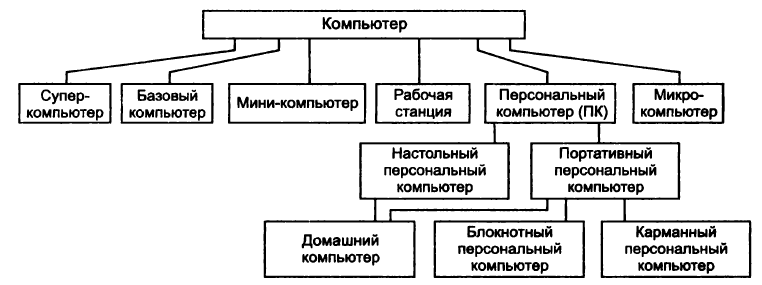 Компьютер
Супер-
компьютер
Базовый
компьютер
Мини-компьютер
Рабочая
станция
Персональный
компьютер (ПК)
Микро-
компьютер
Настольный
персональный
компьютер
Портативный
персональный
компьютер
Домашний
компьютер
Блокнотный
персональный
компьютер
Карманный
персональный
компьютер